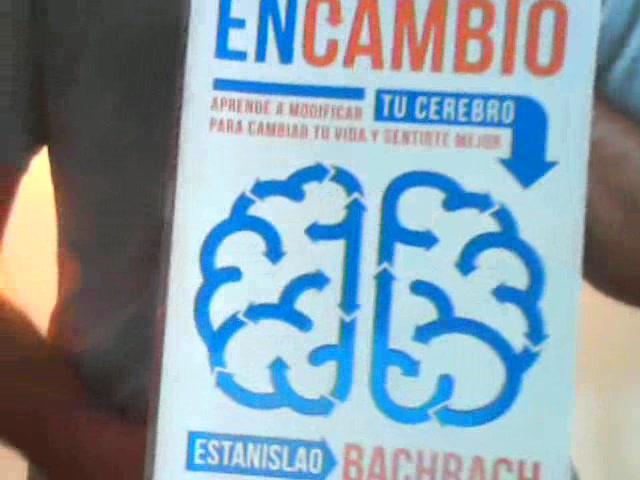 ENCAMBIO
APRENDE A MODIFICAR TU CEREBRO
PARA CAMBIAR TU VIDA Y SENTIRTE MEJOR
ESTANISLAO BACHRACH